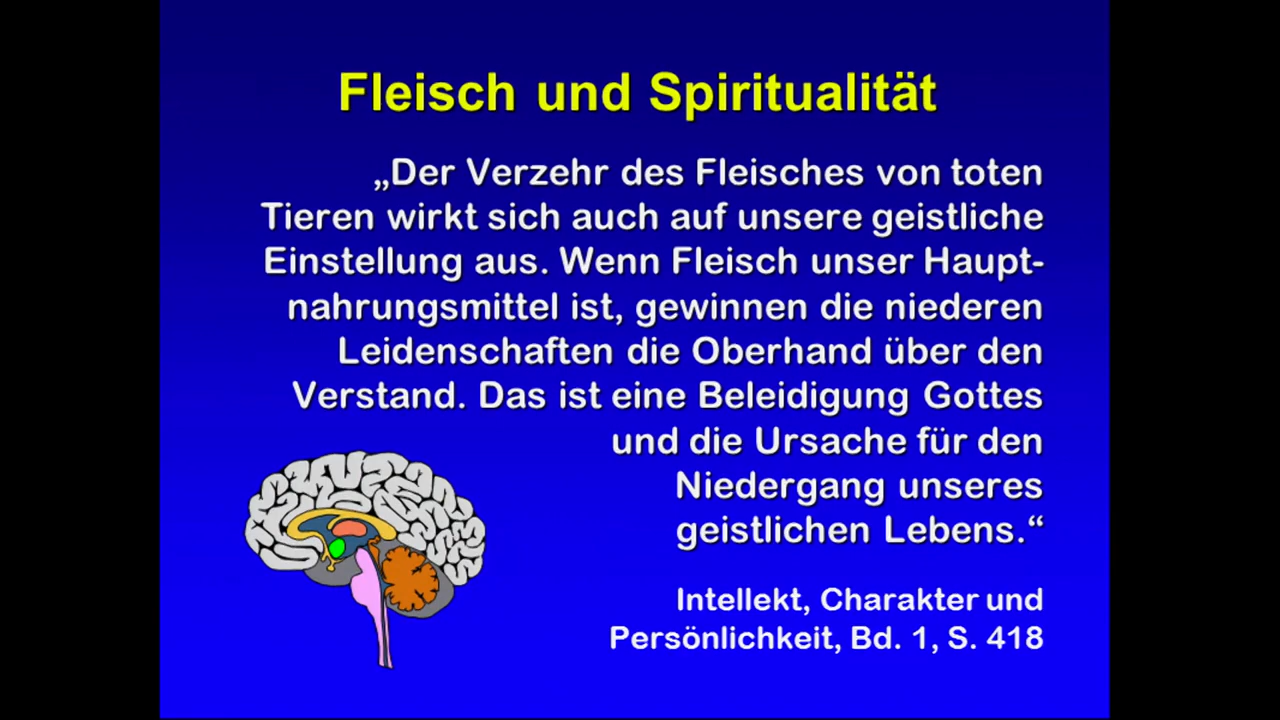 Fleisch und Spiritualität
„Der Verzehr des Fleisches von toten
Tieren wirkt sich auch auf unsere geistliche
Einstellung aus. Wenn Fleisch unser Haupt-
nahrungsmittel ist, gewinnen die niederen
Leidenschaften die Oberhand über den
Verstand. Das ist eine Beleidigung Gottes
und die Ursache für den
Niedergang unseres
geistlichen Lebens.“
Intellekt, Charakter und
Persönlichkeit, Bd. 1, S. 418